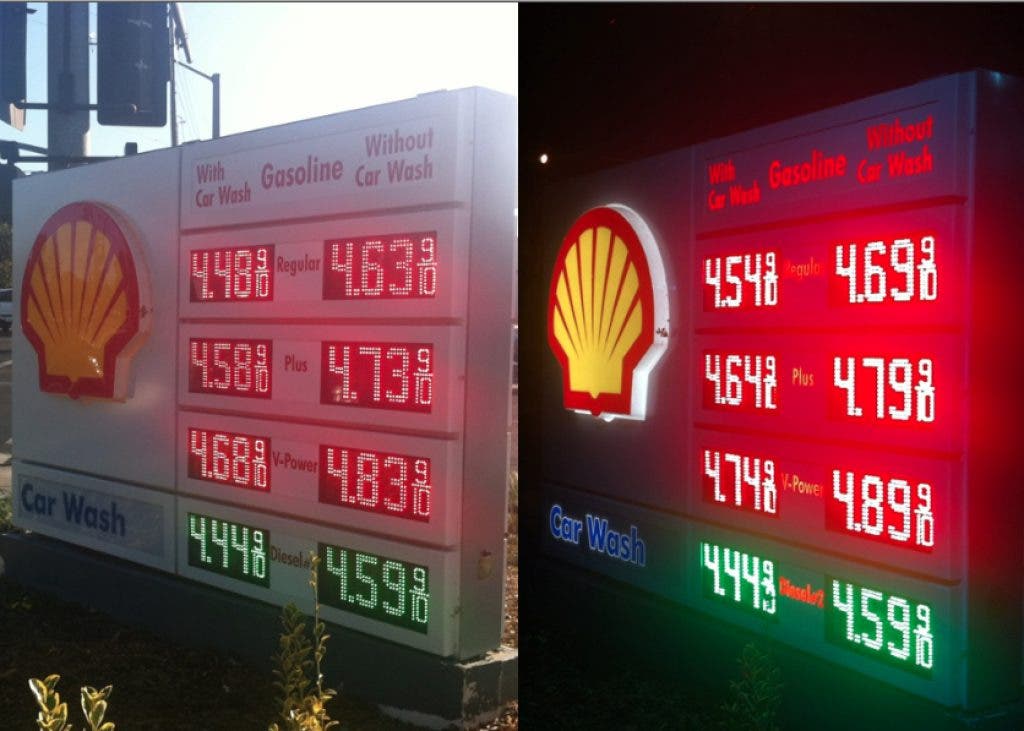 With Car Wash Gasoline Without Car Wash
4.48 9/10 Regular 4.63 9/10
4.58 9/10 Plus 4.73 9/10
4.68 9/10 V-Power 4.83 9/10
4.44 9/10 Diesel#2 4.59 9/10
Car Wash
With Car Wash Gasoline Without Car Wash
4.54 9/10 Regular 4.69 9/10
4.64 9/10 Plus 4.79 9/10
4.74 9/10 V-Power 4.89 9/10
4.44 9/10 Diesel#2 4.59 9/10
Car Wash